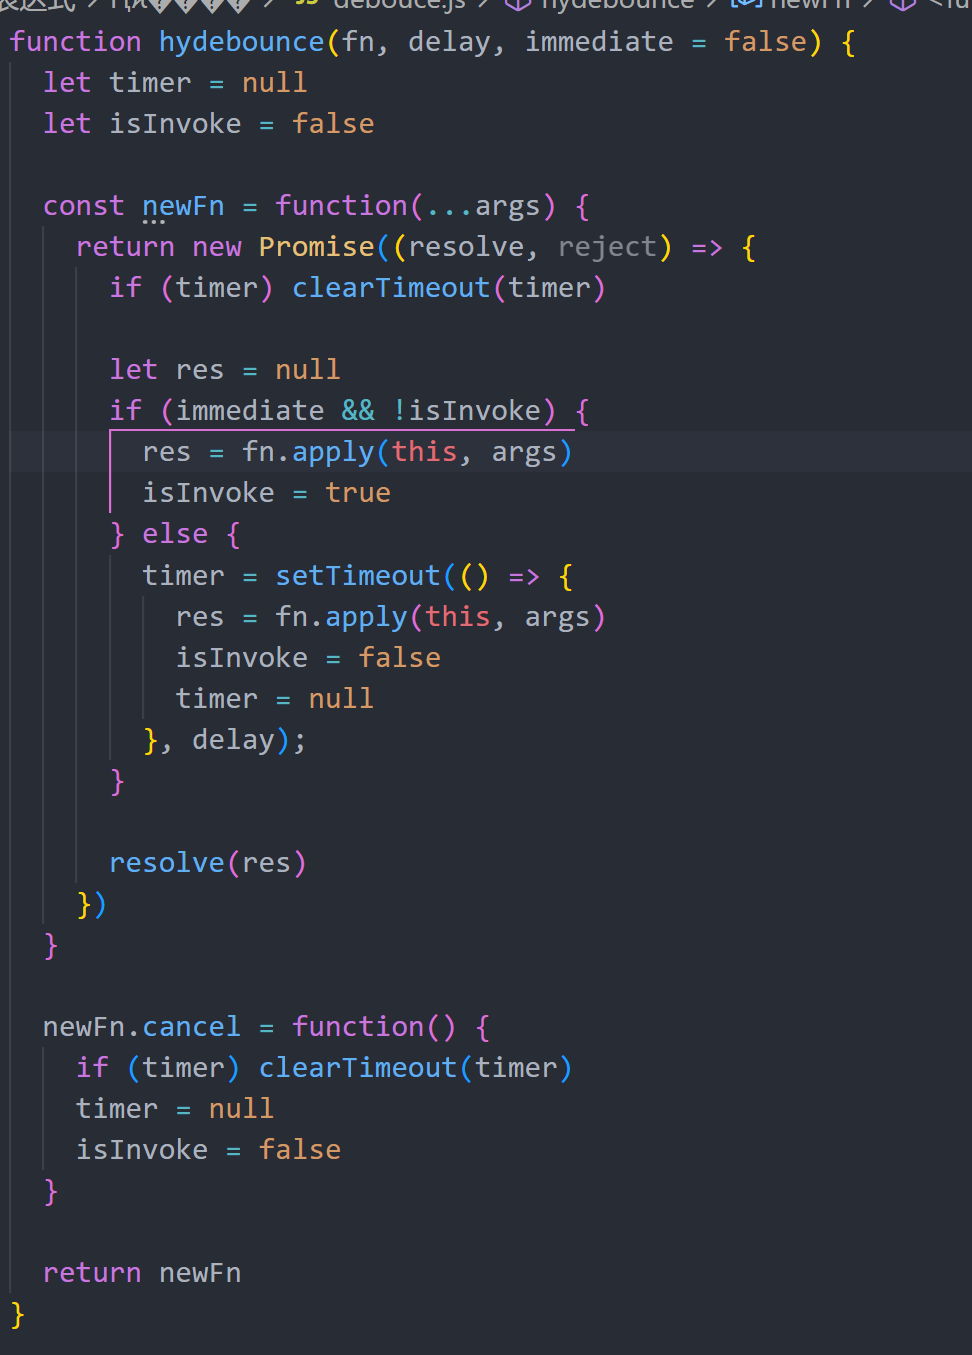 debouce.js > hydebounce > newFn
function hydebounce(fn, delay, immediate = false) {
  let timer = null
  let isInvoke = false
  const newFn = function(...args) {
    return new Promise((resolve, reject) => {
      if (timer) clearTimeout(timer)
      let res = null
      if (immediate && !isInvoke) {
        res = fn.apply(this, args)
        isInvoke = true
      } else {
        timer = setTimeout(() => {
          res = fn.apply(this, args)
          isInvoke = false
          timer = null
        }, delay);
      }
      resolve(res)
    })
  }
  newFn.cancel = function() {
    if (timer) clearTimeout(timer)
    timer = null
    isInvoke = false
  }
  return newFn
}